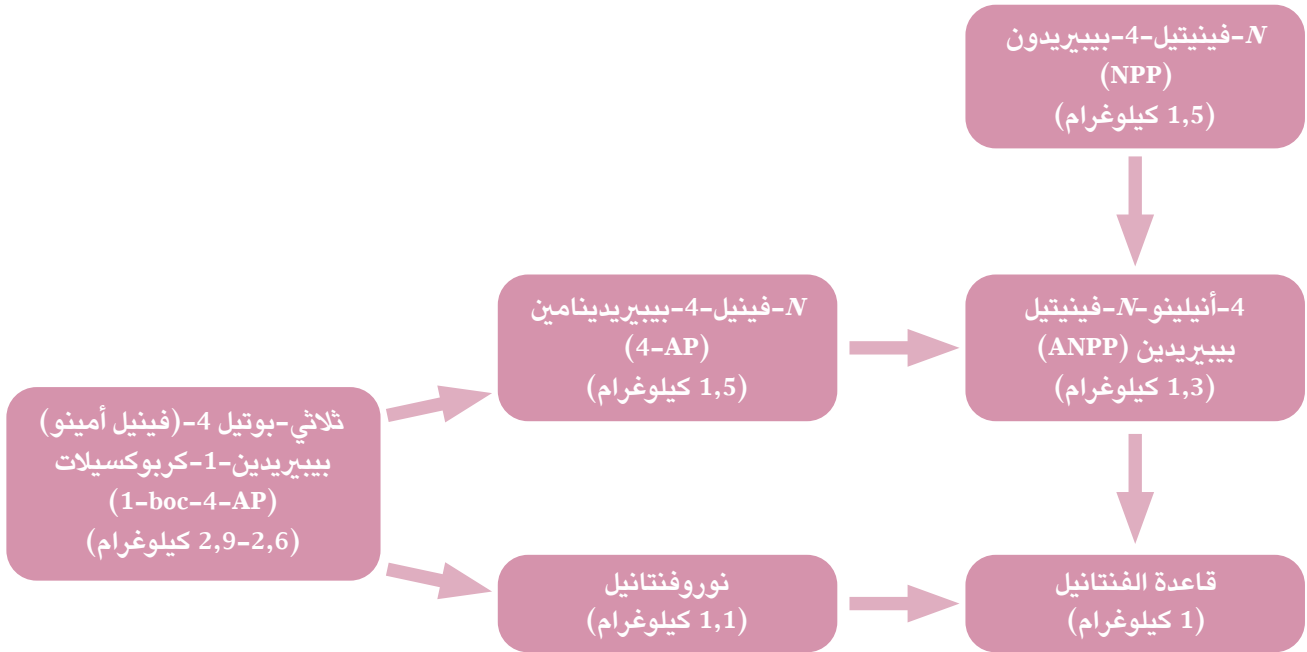 N-فينيتيل-4-بيبيريدون
(NPP)
(1,5 كيلوغرام)
4-أنيلينو-N-فينيتيل
بيبيريدين (ANPP)
(1,3 كيلوغرام)
N-فينيل-4-بيبيريدينامين
(4-AP)
(1,5 كيلوغرام)
ثلاثي-بوتيل 4-(فينيل أمينو)
بيبيريدين-1-كربوكسيلات
(1-boc-4-AP)
(2,6-2,9 كيلوغرام)
نوروفنتانيل
(1,1 كيلوغرام)
قاعدة الفنتانيل
(1 كيلوغرام)